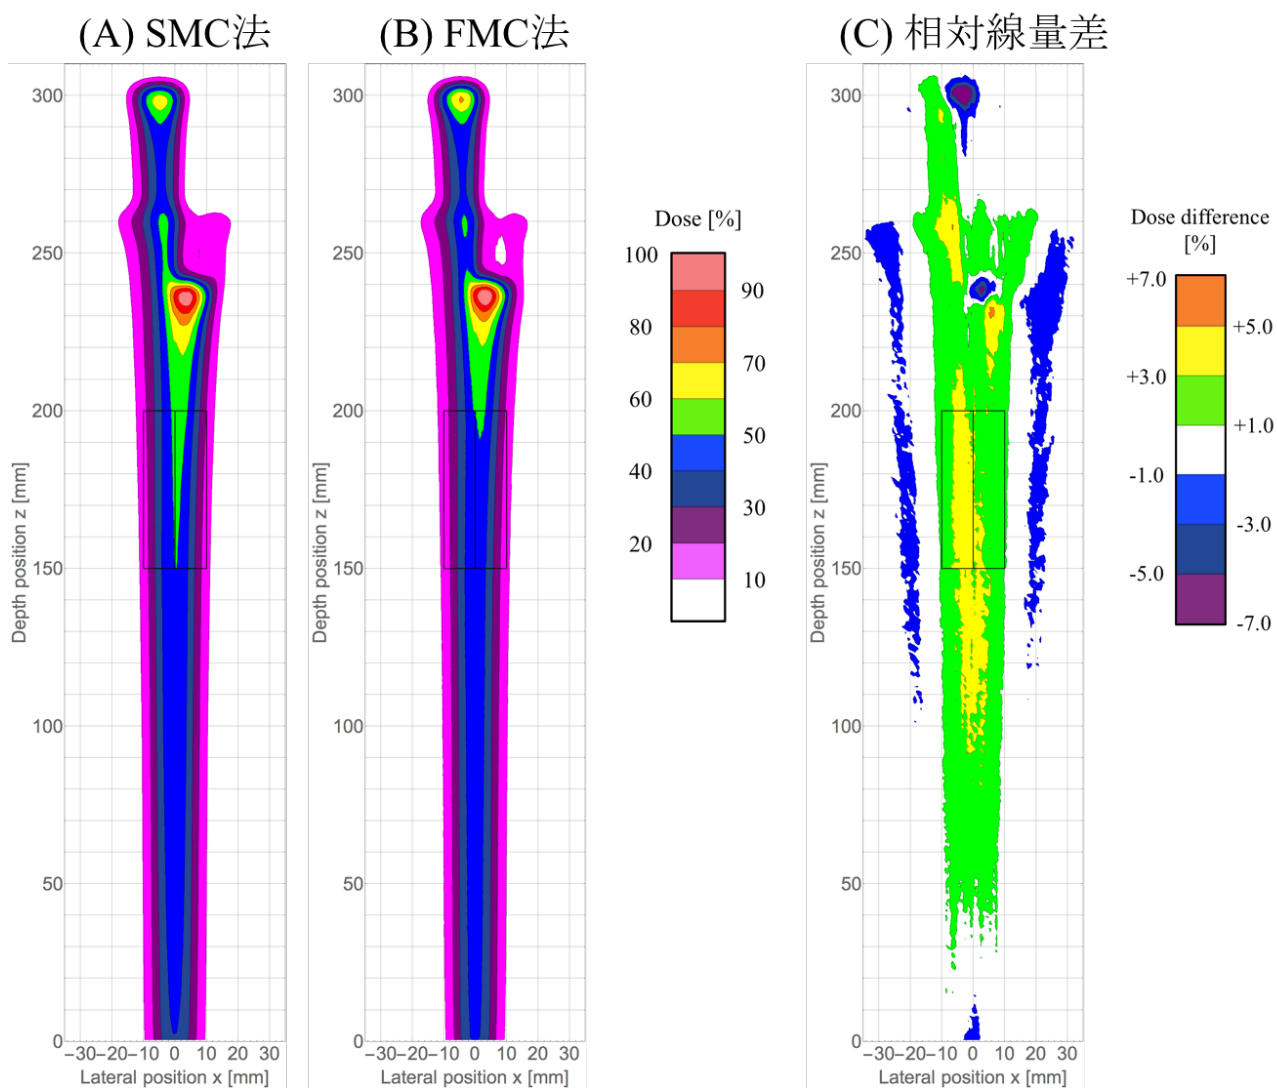 (A) SMC法
(B) FMC法
(C) 相対線量差
300
250
200
150
100
50
0
−30−20−10 0 10 20 30
Lateral position x [mm]
Depth position z [mm]
300
250
200
150
100
50
0
−30−20−10 0 10 20 30
Lateral position x [mm]
Depth position z [mm]
Dose [%]
100
90
80
70
60
50
40
30
20
10
300
250
200
150
100
50
0
−30−20−10 0 10 20 30
Lateral position x [mm]
Depth position z [mm]
Dose difference
[%]
+7.0
+5.0
+3.0
+1.0
-1.0
-3.0
-5.0
-7.0